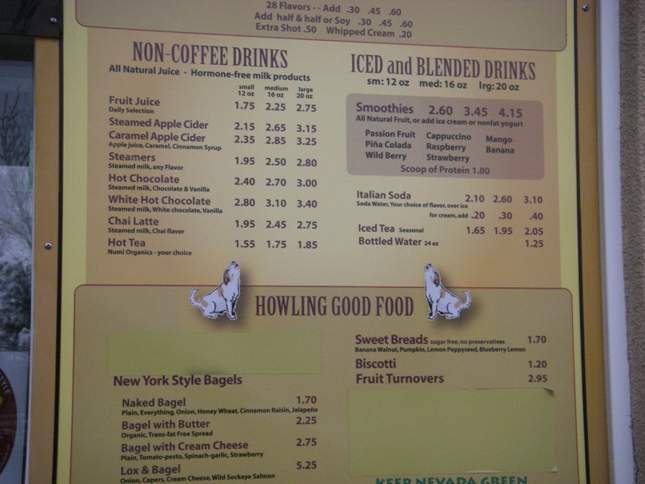 28 Flavors - - Add .30 .45 .60
Add half & half or Soy .30 .45 .60
Extra Shot .50 Whipped Cream .20
NON-COFFEE DRINKS
All Natural Juice - Hormone-free milk products
small medium large
12 oz 16 oz 20 oz
Fruit Juice 1.75 2.25 2.75
Daily Selection
Steamed Apple Cider 2.15 2.65 3.15
Caramel Apple Cider 2.35 2.85 3.25
Apple juice, Caramel, Cinnamon Syrup
Steamers 1.95 2.50 2.80
Steamed milk, any Flavor
Hot Chocolate 2.40 2.70 3.00
Steamed milk, Chocolate & Vanilla
White Hot Chocolate 2.80 3.10 3.40
Steamed milk, White chocolate, Vanilla
Chai Latte 1.95 2.45 2.75
Steamed milk, Chai flavor
Hot Tea 1.55 1.75 1.85
Numi Organics - your choice
ICED and BLENDED DRINKS
sm: 12 oz med: 16 oz lrg: 20 oz
Smoothies 2.60 3.45 4.15
All Natural Fruit, or add ice cream or nonfat yogurt
Passion Fruit Cappuccino Mango
Piña Colada Raspberry Banana
Wild Berry Strawberry
Scoop of Protein 1.00
Italian Soda 2.10 2.60 3.10
Soda Water, Your choice of flavor, over ice
for cream, add .20 .30 .40
Iced Tea Seasonal 1.65 1.95 2.05
Bottled Water 24 oz 1.25
HOWLING GOOD FOOD
New York Style Bagels
Naked Bagel 1.70
Plain, Everything, Onion, Honey Wheat, Cinnamon Raisin, Jalapeño
Bagel with Butter 2.25
Organic, Trans-fat Free Spread
Bagel with Cream Cheese 2.75
Plain, Tomato-pesto, Spinach-garlic, Strawberry
Lox & Bagel 5.25
Onion, Capers, Cream Cheese, Wild Sockeye Salmon
Sweet Breads sugar free, no preservatives 1.70
Banana Walnut, Pumpkin, Lemon Poppyseed, Blueberry Lemon
Biscotti 1.20
Fruit Turnovers 2.95
KEEP NEVADA GREEN